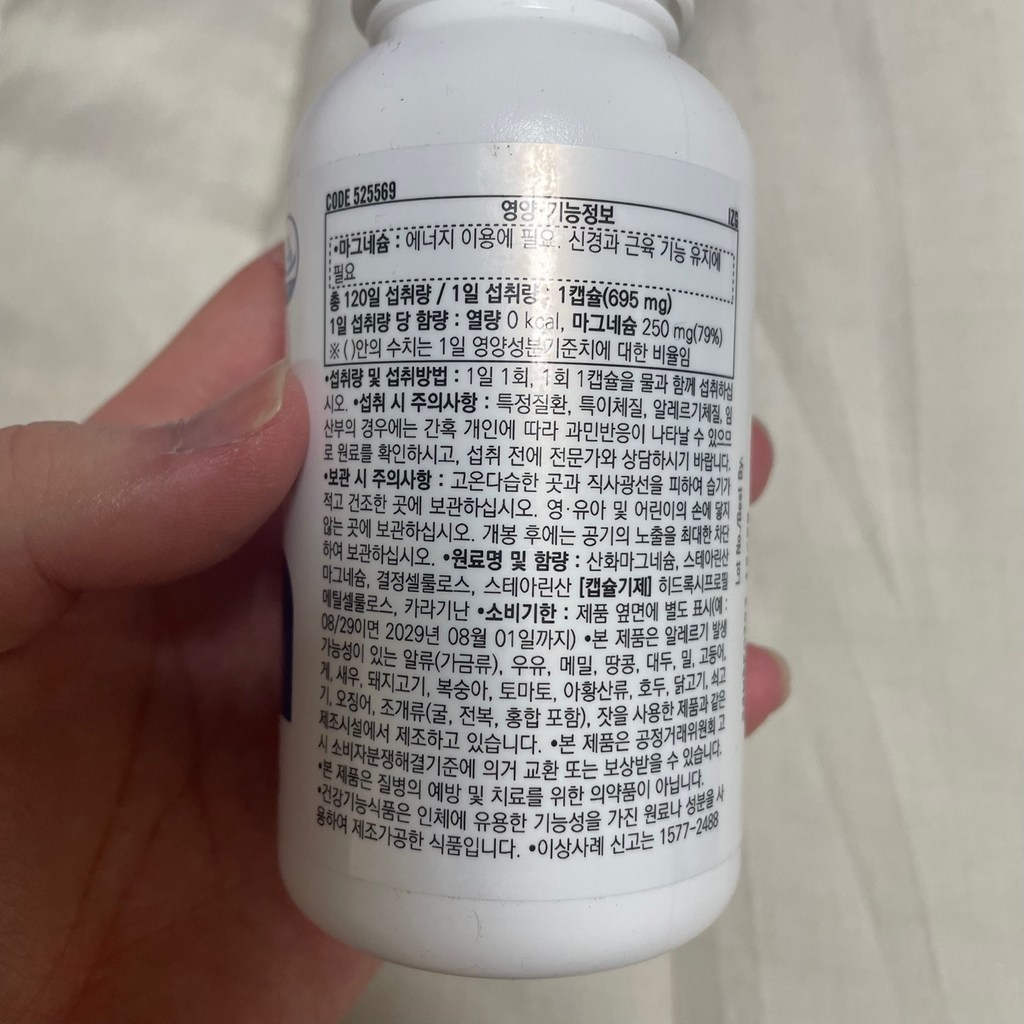 CODE 525569
영양·기능정보
•마그네슘 : 에너지 이용에 필요. 신경과 근육 기능 유지에
필요
총 120일 섭취량 / 1일 섭취량 : 1캡슐(695 mg)
1일 섭취량 당 함량 : 열량 0 kcal, 마그네슘 250 mg(79%)
※ ( )안의 수치는 1일 영양성분기준치에 대한 비율임
•섭취량 및 섭취방법 : 1일 1회, 1회 1캡슐을 물과 함께 섭취하십
시오. •섭취 시 주의사항 : 특정질환, 특이체질, 알레르기체질, 임
산부의 경우에는 간혹 개인에 따라 과민반응이 나타날 수 있으므
로 원료를 확인하시고, 섭취 전에 전문가와 상담하시기 바랍니다.
•보관 시 주의사항 : 고온다습한 곳과 직사광선을 피하여 습기가
적고 건조한 곳에 보관하십시오. 영·유아 및 어린이의 손에 닿지
않는 곳에 보관하십시오. 개봉 후에는 공기의 노출을 최대한 차단
하여 보관하십시오. •원료명 및 함량 : 산화마그네슘, 스테아린산
마그네슘, 결정셀룰로스, 스테아린산 [캡슐기제] 히드록시프로필
메틸셀룰로스, 카라기난 •소비기한 : 제품 옆면에 별도 표시(예 :
08/29이면 2029년 08월 01일까지) •본 제품은 알레르기 발생
가능성이 있는 알류(가금류), 우유, 메밀, 땅콩, 대두, 밀, 고등어,
게, 새우, 돼지고기, 복숭아, 토마토, 아황산류, 호두, 닭고기, 쇠고
기, 오징어, 조개류(굴, 전복, 홍합 포함), 잣을 사용한 제품과 같은
제조시설에서 제조하고 있습니다. •본 제품은 공정거래위원회 고
시 소비자분쟁해결기준에 의거 교환 또는 보상받을 수 있습니다.
•본 제품은 질병의 예방 및 치료를 위한 의약품이 아닙니다.
•건강기능식품은 인체에 유용한 기능성을 가진 원료나 성분을 사
용하여 제조가공한 식품입니다. •이상사례 신고는 1577-2488
Lot No./Best By: